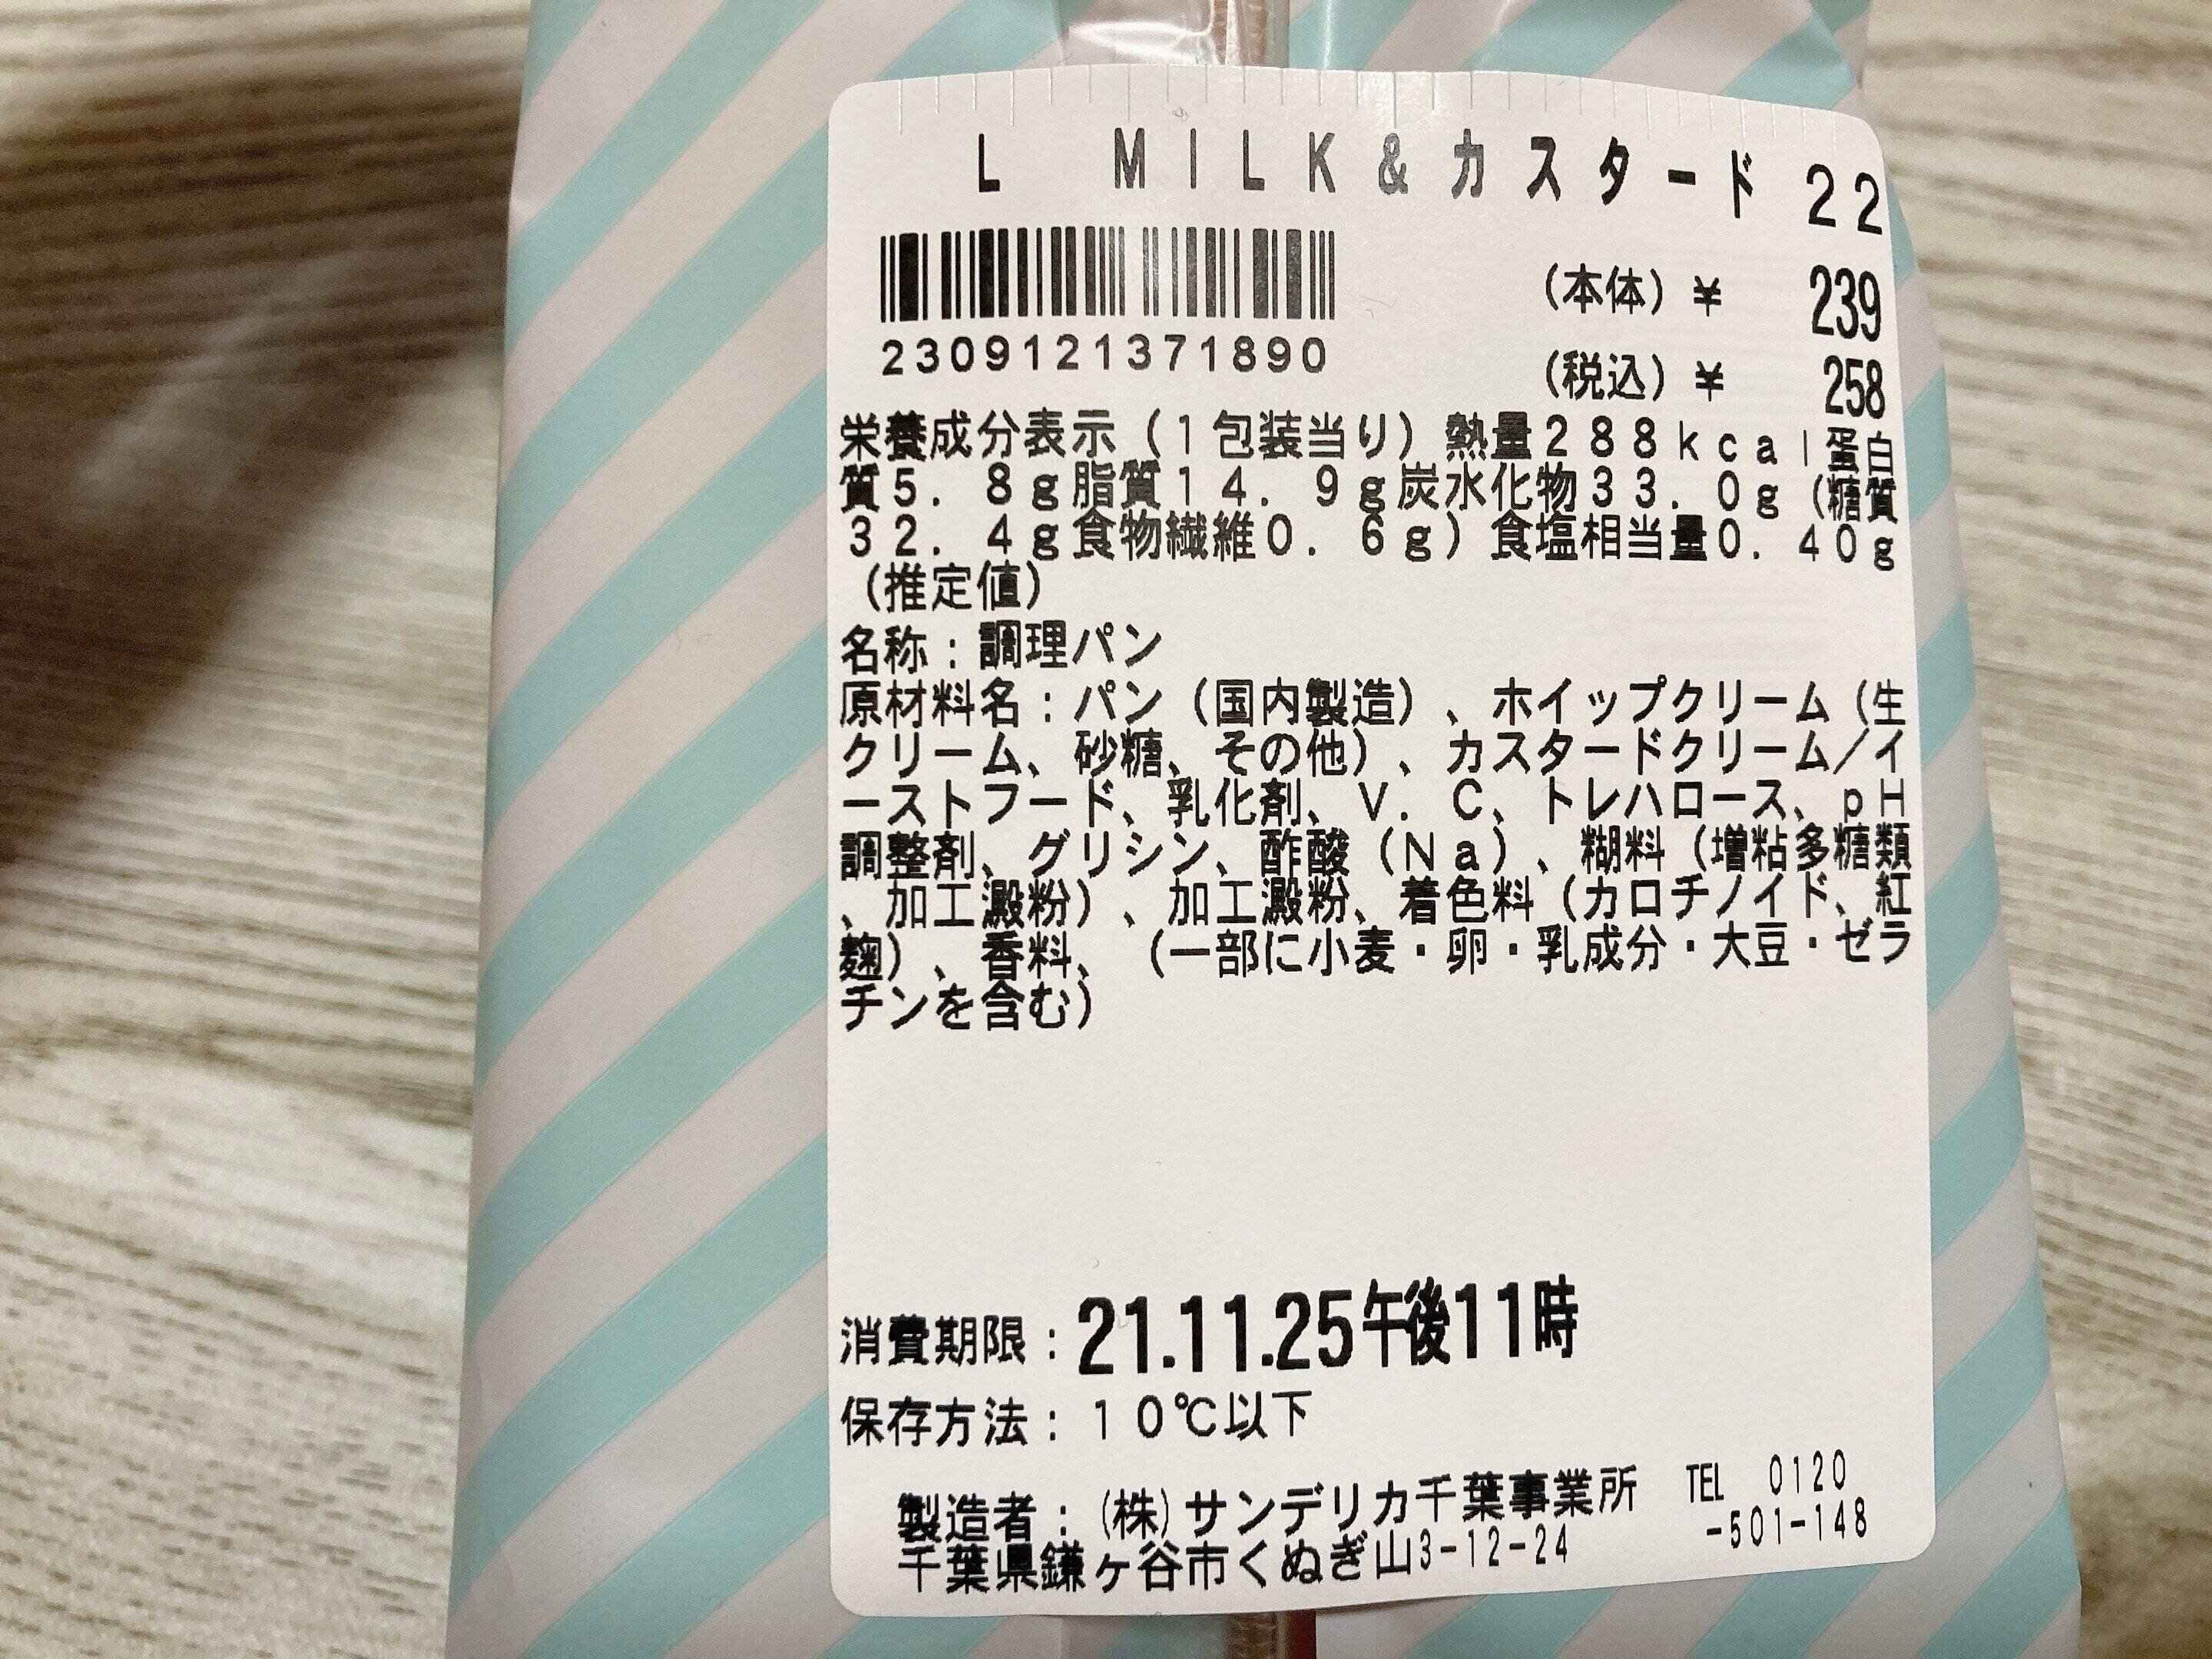 L MILK&カスタード 22
2309121371890
(本体)¥ 239
(税込)¥ 258
栄養成分表示(1包装当り)熱量288kcal蛋白
質5.8g脂質14.9g炭水化物33.0g(糖質
32.4g食物繊維0.6g)食塩相当量0.40g
(推定値)
名称:調理パン
原材料名:パン(国内製造)、ホイップクリーム(生
クリーム、砂糖、その他)、カスタードクリーム/イ
ーストフード、乳化剤、V.C、トレハロース、pH
調整剤、グリシン、酢酸(Na)、糊料(増粘多糖類
、加工澱粉)、加工澱粉、着色料(カロチノイド、紅
麹)、香料、(一部に小麦・卵・乳成分・大豆・ゼラ
チンを含む)
消費期限:21.11.25午後11時
保存方法:10℃以下
製造者:(株)サンデリカ千葉事業所 TEL 0120
千葉県鎌ヶ谷市くぬぎ山3-12-24 -501-148